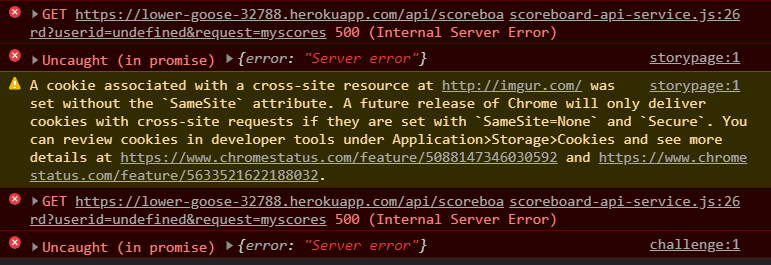 GET https://lower-goose-32788.herokuapp.com/api/scoreboa scoreboard-api-service.js:26
rd?userid=undefined&request=myscores 500 (Internal Server Error)
Uncaught (in promise) {error: "Server error"} storypage:1
A cookie associated with a cross-site resource at http://imgur.com/ was storypage:1
set without the `SameSite` attribute. A future release of Chrome will only deliver
cookies with cross-site requests if they are set with `SameSite=None` and `Secure`. You
can review cookies in developer tools under Application>Storage>Cookies and see more
details at https://www.chromestatus.com/feature/5088147346030592 and https://www.chrome
status.com/feature/5633521622188032.
GET https://lower-goose-32788.herokuapp.com/api/scoreboa scoreboard-api-service.js:26
rd?userid=undefined&request=myscores 500 (Internal Server Error)
Uncaught (in promise) {error: "Server error"} challenge:1